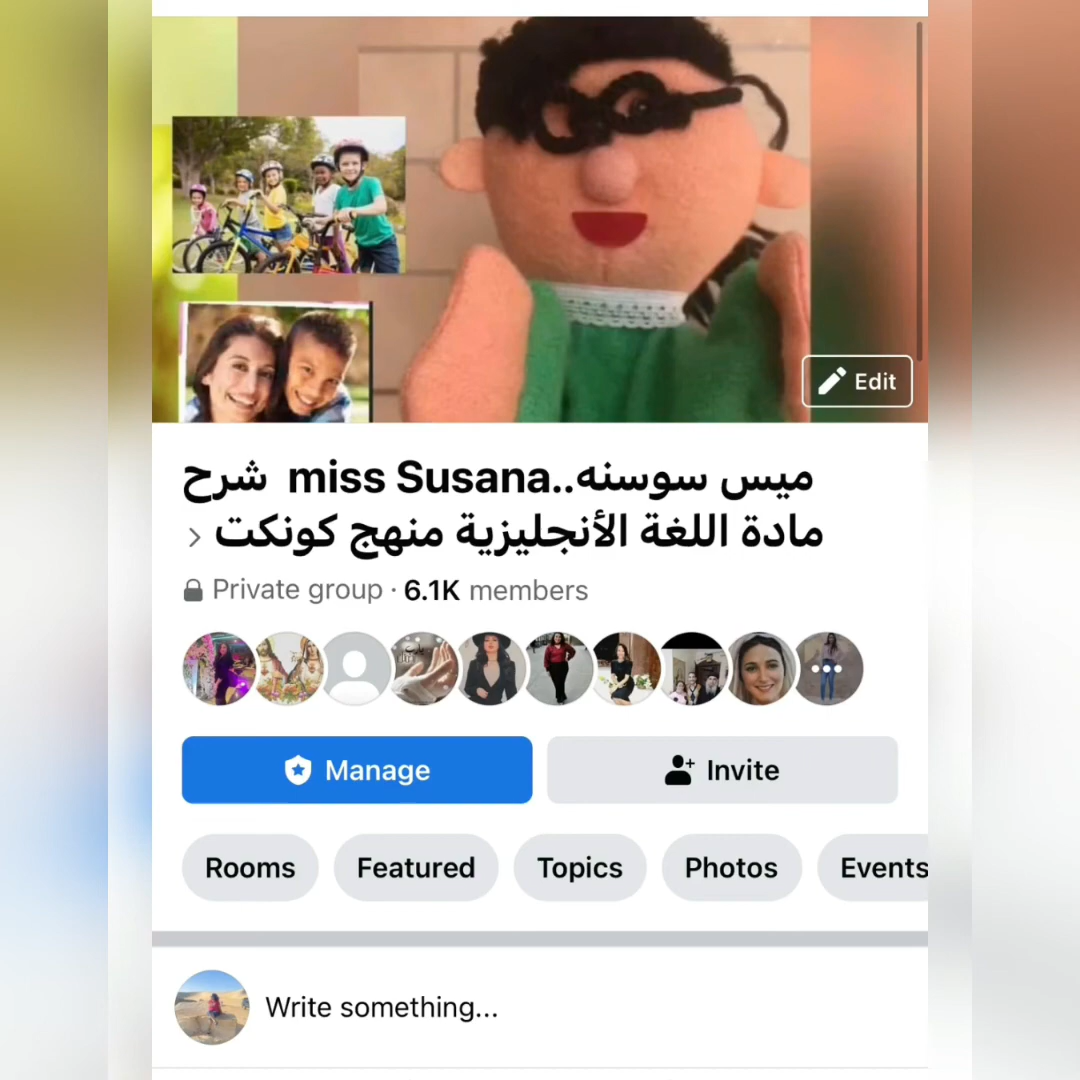 Edit
ميس سوسنه..miss Susana شرح
مادة اللغة الأنجليزية منهج كونكت
Private group · 6.1K members
Manage
Invite
Rooms
Featured
Topics
Photos
Events
Write something...